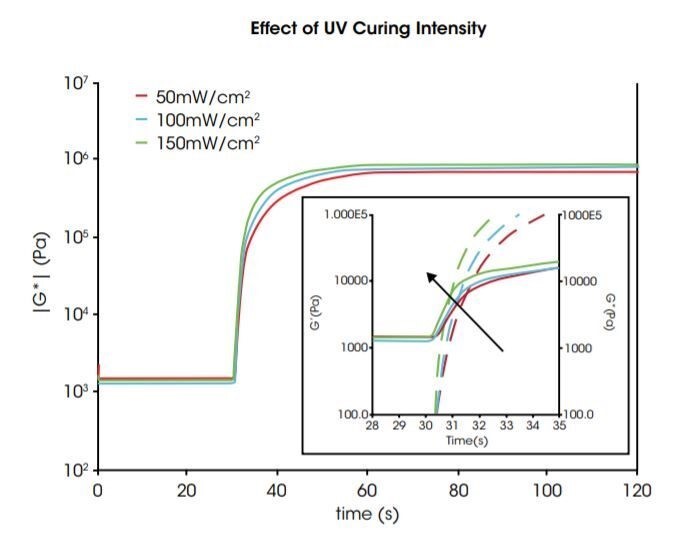 Effect of UV Curing Intensity
50mW/cm²
100mW/cm²
150mW/cm²
|G*| (Pa)
10⁷
10⁶
10⁵
10⁴
10³
10²
0 20 40 60 80 100 120
time (s)
G'(Pa)
1.000E5
10000
1000
100.0
28 29 30 31 32 33 34 35
Time(s)
1000E5
10000
1000
100.0
G"(Pa)